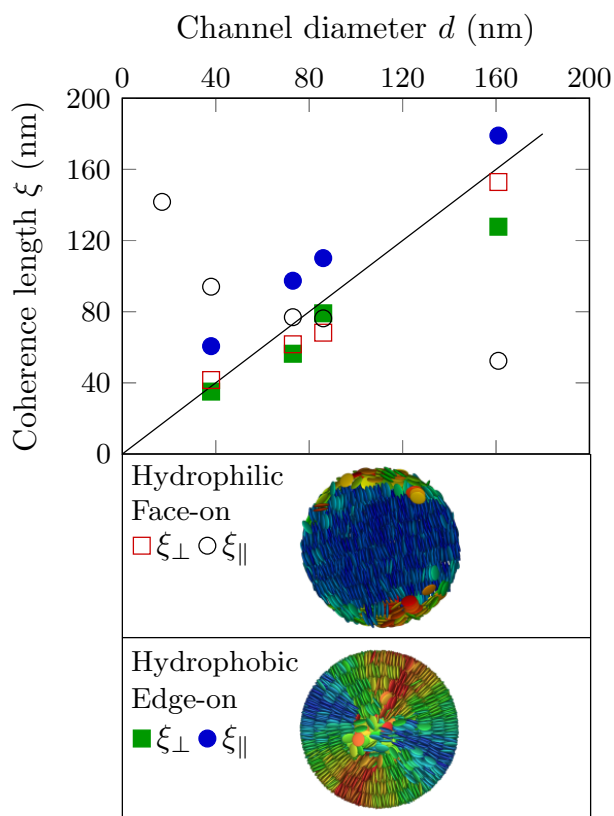 Channel diameter d (nm)
0 40 80 120 160 200
Coherence length ξ (nm)
200
160
120
80
40
0
Hydrophilic
Face-on
ξ⊥ ξ∥
Hydrophobic
Edge-on
ξ⊥ ξ∥